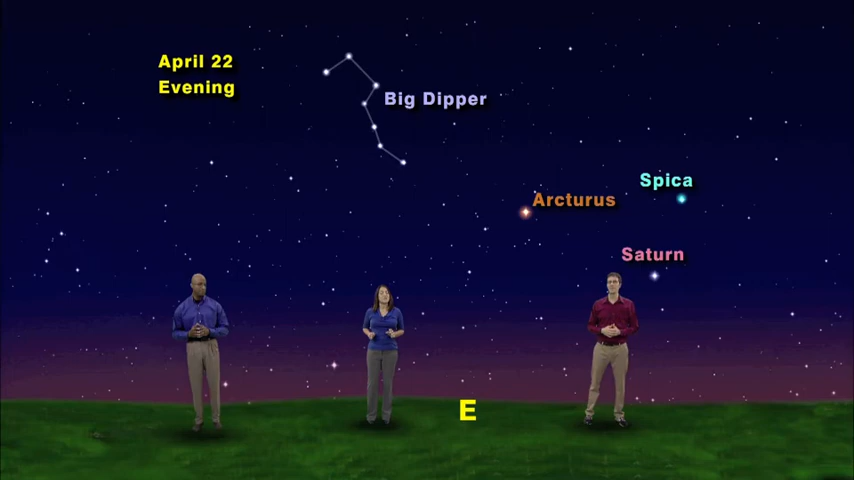 April 22
Evening
Big Dipper
Spica
Arcturus
Saturn
E